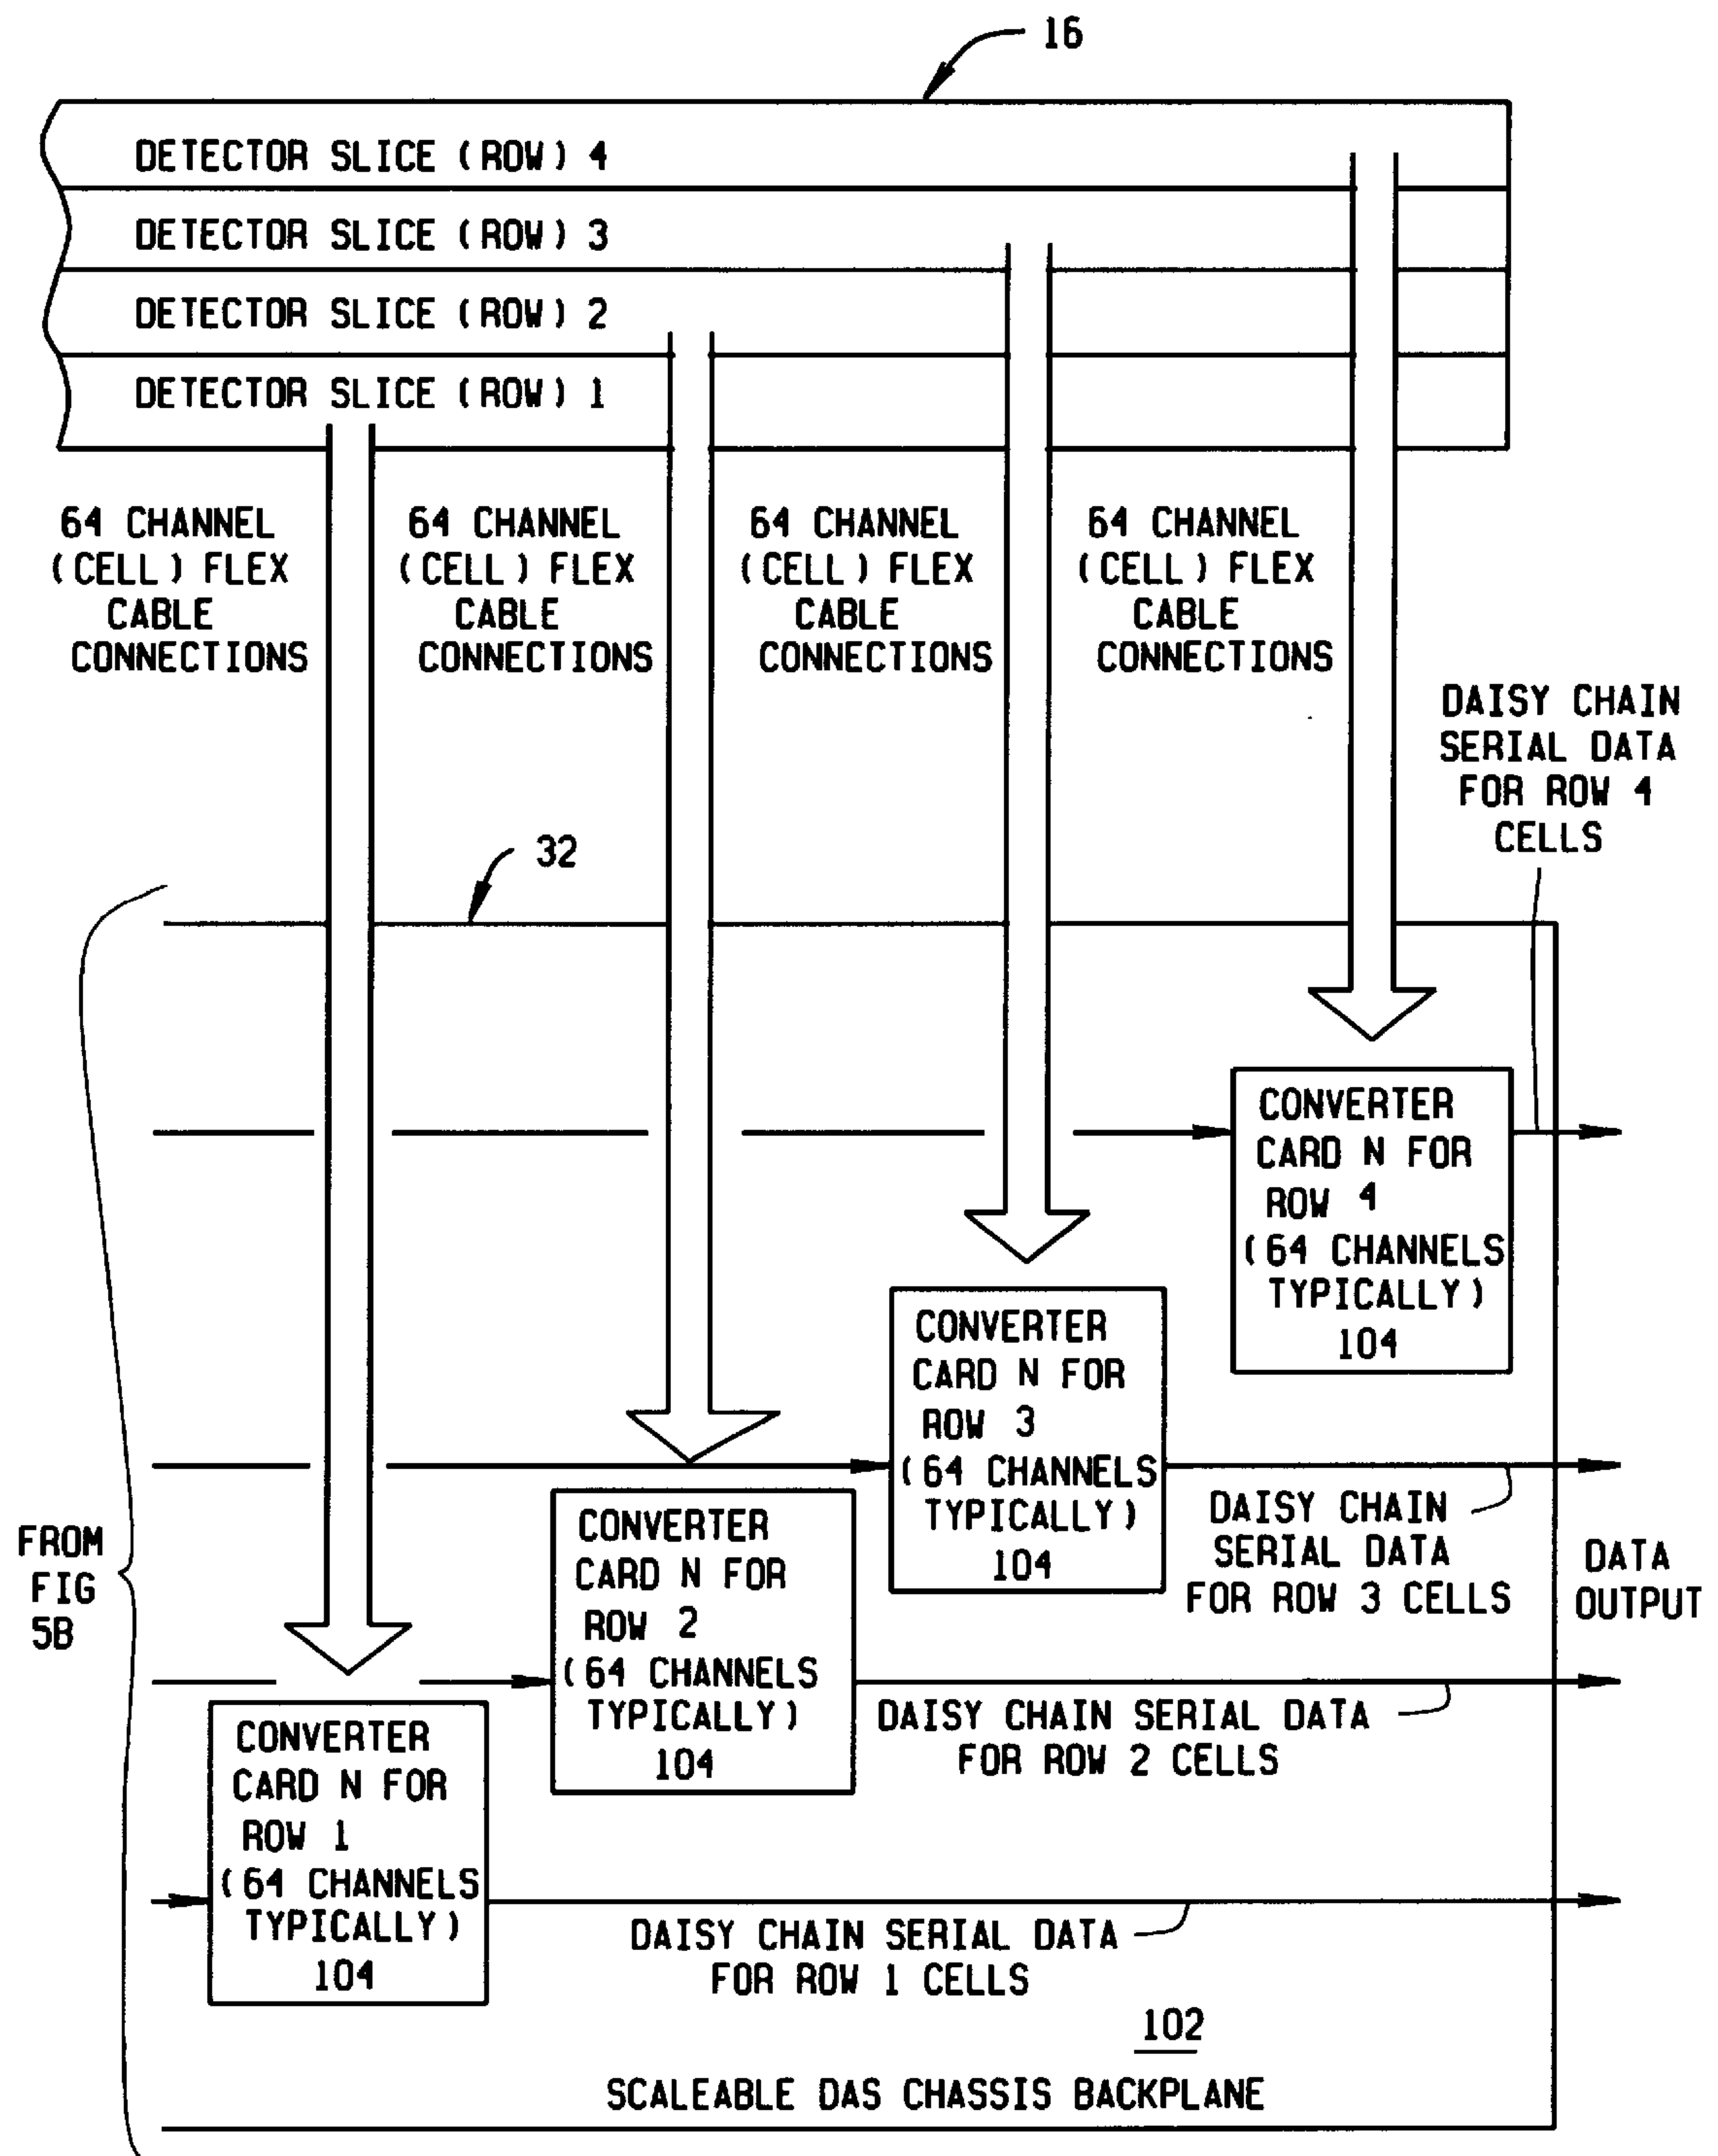 16
DETECTOR SLICE (ROW) 4
DETECTOR SLICE (ROW) 3
DETECTOR SLICE (ROW) 2
DETECTOR SLICE (ROW) 1
64 CHANNEL
(CELL) FLEX
CABLE
CONNECTIONS
64 CHANNEL
(CELL) FLEX
CABLE
CONNECTIONS
64 CHANNEL
(CELL) FLEX
CABLE
CONNECTIONS
64 CHANNEL
(CELL) FLEX
CABLE
CONNECTIONS
DAISY CHAIN
SERIAL DATA
FOR ROW 4
CELLS
32
CONVERTER
CARD N FOR
ROW 4
(64 CHANNELS
TYPICALLY)
104
CONVERTER
CARD N FOR
ROW 3
(64 CHANNELS
TYPICALLY)
104
DAISY CHAIN
SERIAL DATA
FOR ROW 3 CELLS
DATA
OUTPUT
FROM
FIG
5B
CONVERTER
CARD N FOR
ROW 2
(64 CHANNELS
TYPICALLY)
104
DAISY CHAIN SERIAL DATA
FOR ROW 2 CELLS
CONVERTER
CARD N FOR
ROW 1
(64 CHANNELS
TYPICALLY)
104
DAISY CHAIN SERIAL DATA
FOR ROW 1 CELLS
102
SCALEABLE DAS CHASSIS BACKPLANE